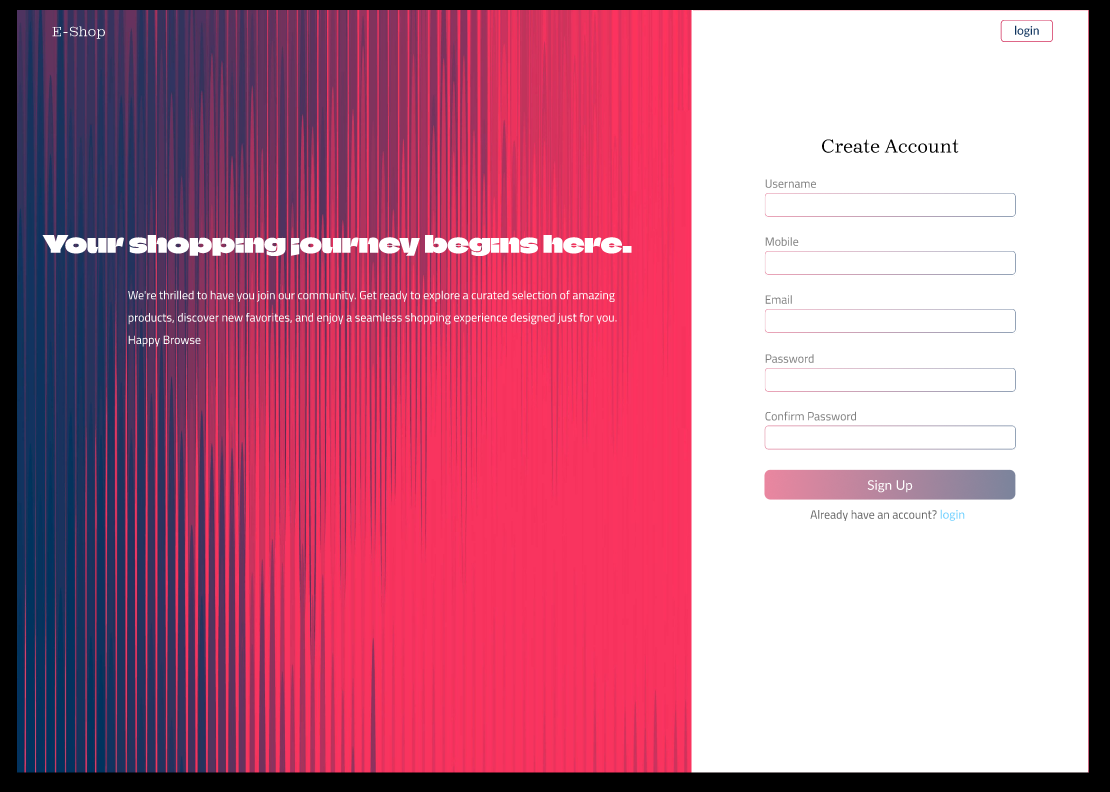 E-Shop
login
Your shopping journey begins here.
We're thrilled to have you join our community. Get ready to explore a curated selection of amazing
products, discover new favorites, and enjoy a seamless shopping experience designed just for you.
Happy Browse
Create Account
Username
Mobile
Email
Password
Confirm Password
Sign Up
Already have an account? login